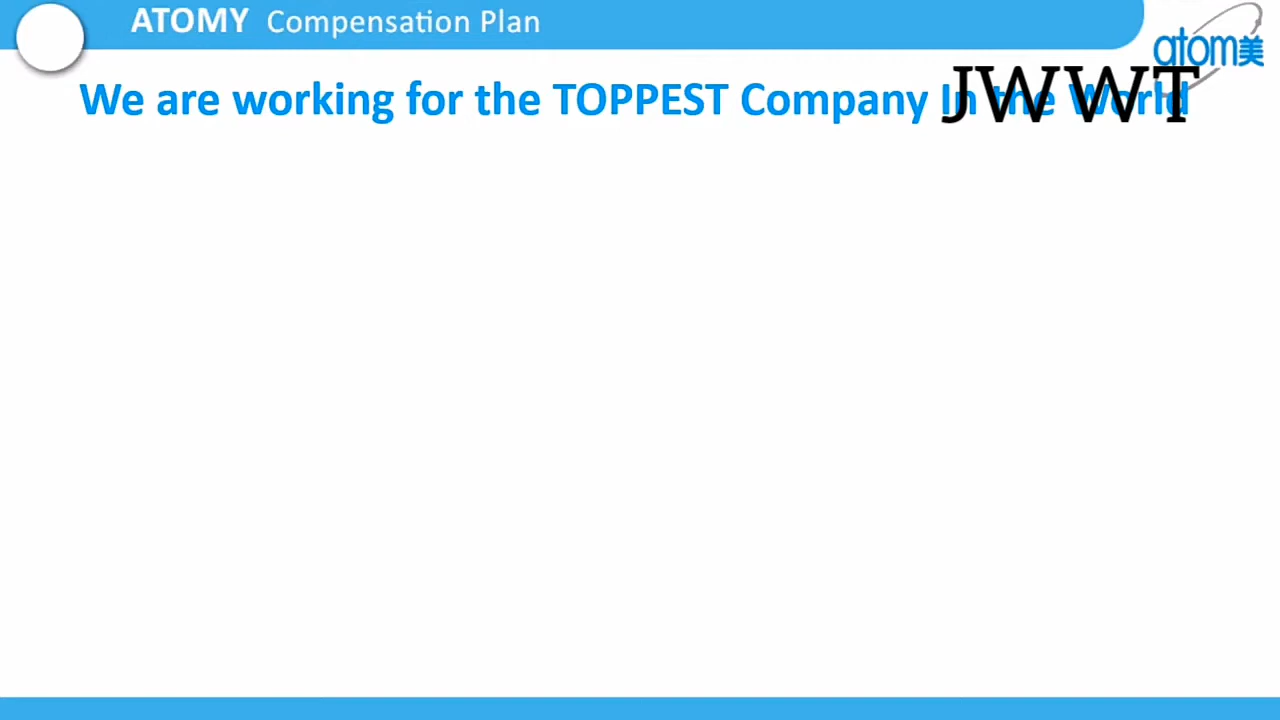 ATOMY Compensation Plan
atom美
We are working for the TOPPEST Company In the World
JWWT